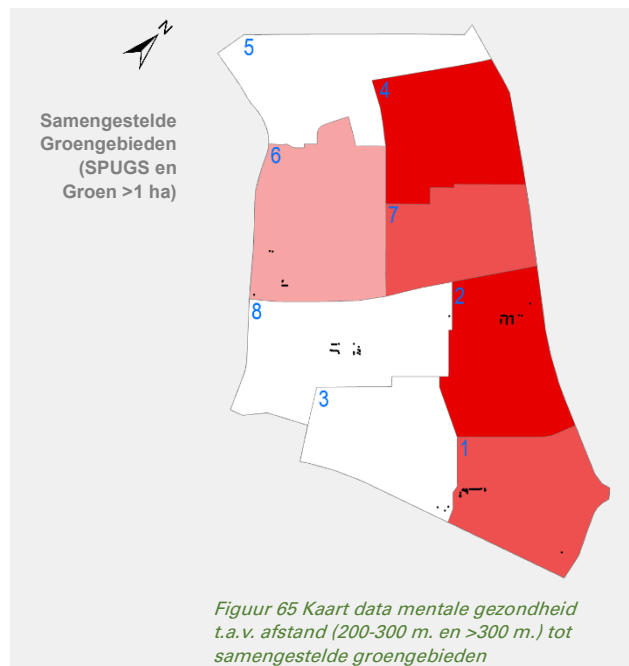 N
Samengestelde
Groengebieden
(SPUGS en
Groen >1 ha)
5
4
6
7
2
8
3
1
Figuur 65 Kaart data mentale gezondheid
t.a.v. afstand (200-300 m. en >300 m.) tot
samengestelde groengebieden